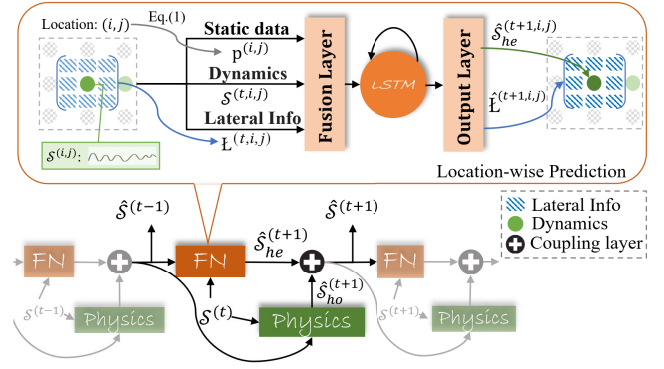 Location: (i,j)
Eq.(1)
Static data
p^(i,j)
Dynamics
𝒮^(t,i,j)
Lateral Info
Ł^(t,i,j)
𝒮^(i,j):
Fusion Layer
LSTM
Output Layer
Ŝ_he^(t+1,i,j)
Ł̂^(t+1,i,j)
Location-wise Prediction
Lateral Info
Dynamics
Coupling layer
Ŝ^(t-1)
Ŝ^(t+1)
FN
FN
Ŝ_he^(t+1)
FN
Ŝ_ho^(t+1)
𝒮^(t-1)
𝒮^(t)
𝒮^(t+1)
Physics
Physics
Physics